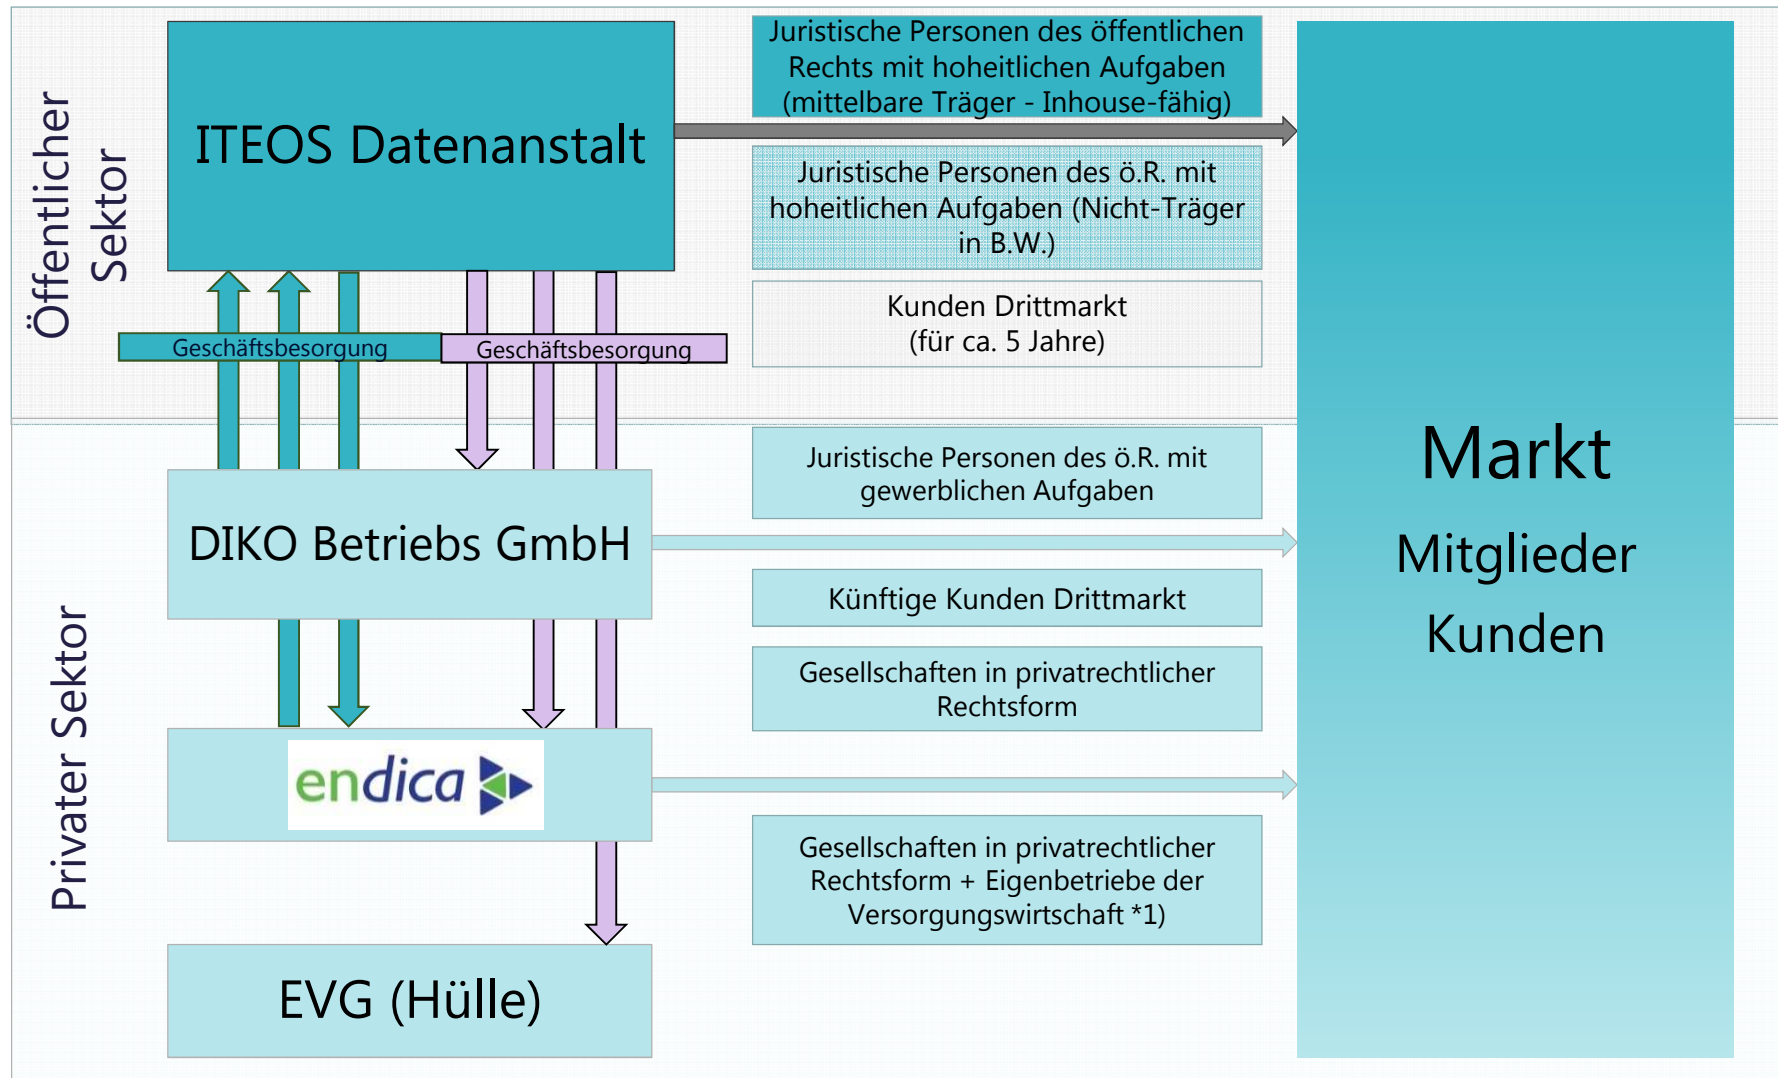 Öffentlicher
Sektor
ITEOS Datenanstalt
Juristische Personen des öffentlichen
Rechts mit hoheitlichen Aufgaben
(mittelbare Träger - Inhouse-fähig)
Juristische Personen des ö.R. mit
hoheitlichen Aufgaben (Nicht-Träger
in B.W.)
Kunden Drittmarkt
(für ca. 5 Jahre)
Geschäftsbesorgung
Geschäftsbesorgung
Privater Sektor
DIKO Betriebs GmbH
Juristische Personen des ö.R. mit
gewerblichen Aufgaben
Künftige Kunden Drittmarkt
Gesellschaften in privatrechtlicher
Rechtsform
endica
Gesellschaften in privatrechtlicher
Rechtsform + Eigenbetriebe der
Versorgungswirtschaft *1)
EVG (Hülle)
Markt
Mitglieder
Kunden